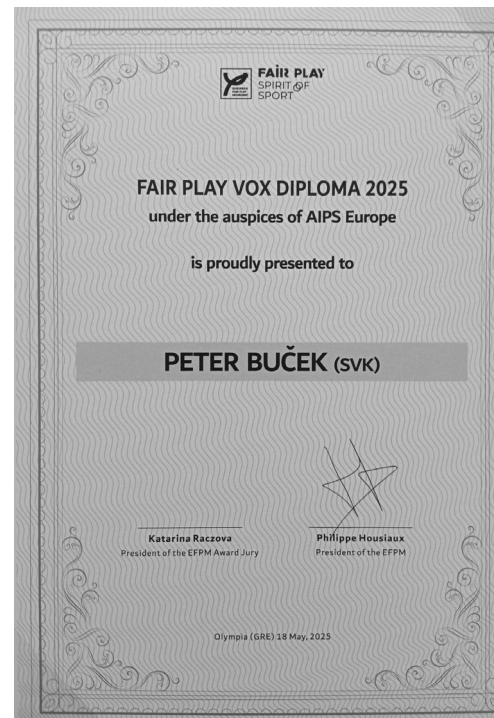 FAIR PLAY
SPIRIT OF
SPORT
FAIR PLAY VOX DIPLOMA 2025
under the auspices of AIPS Europe
is proudly presented to
PETER BUČEK (SVK)
Katarina Raczova
President of the EFPM Award Jury
Philippe Housiaux
President of the EFPM
Olympia (GRE) 18 May, 2025